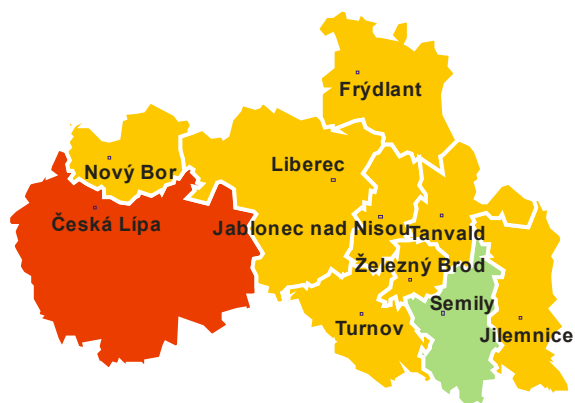 Frýdlant
Liberec
Nový Bor
Česká Lípa
Jablonec nad Nisou
Tanvald
Železný Brod
Semily
Turnov
Jilemnice